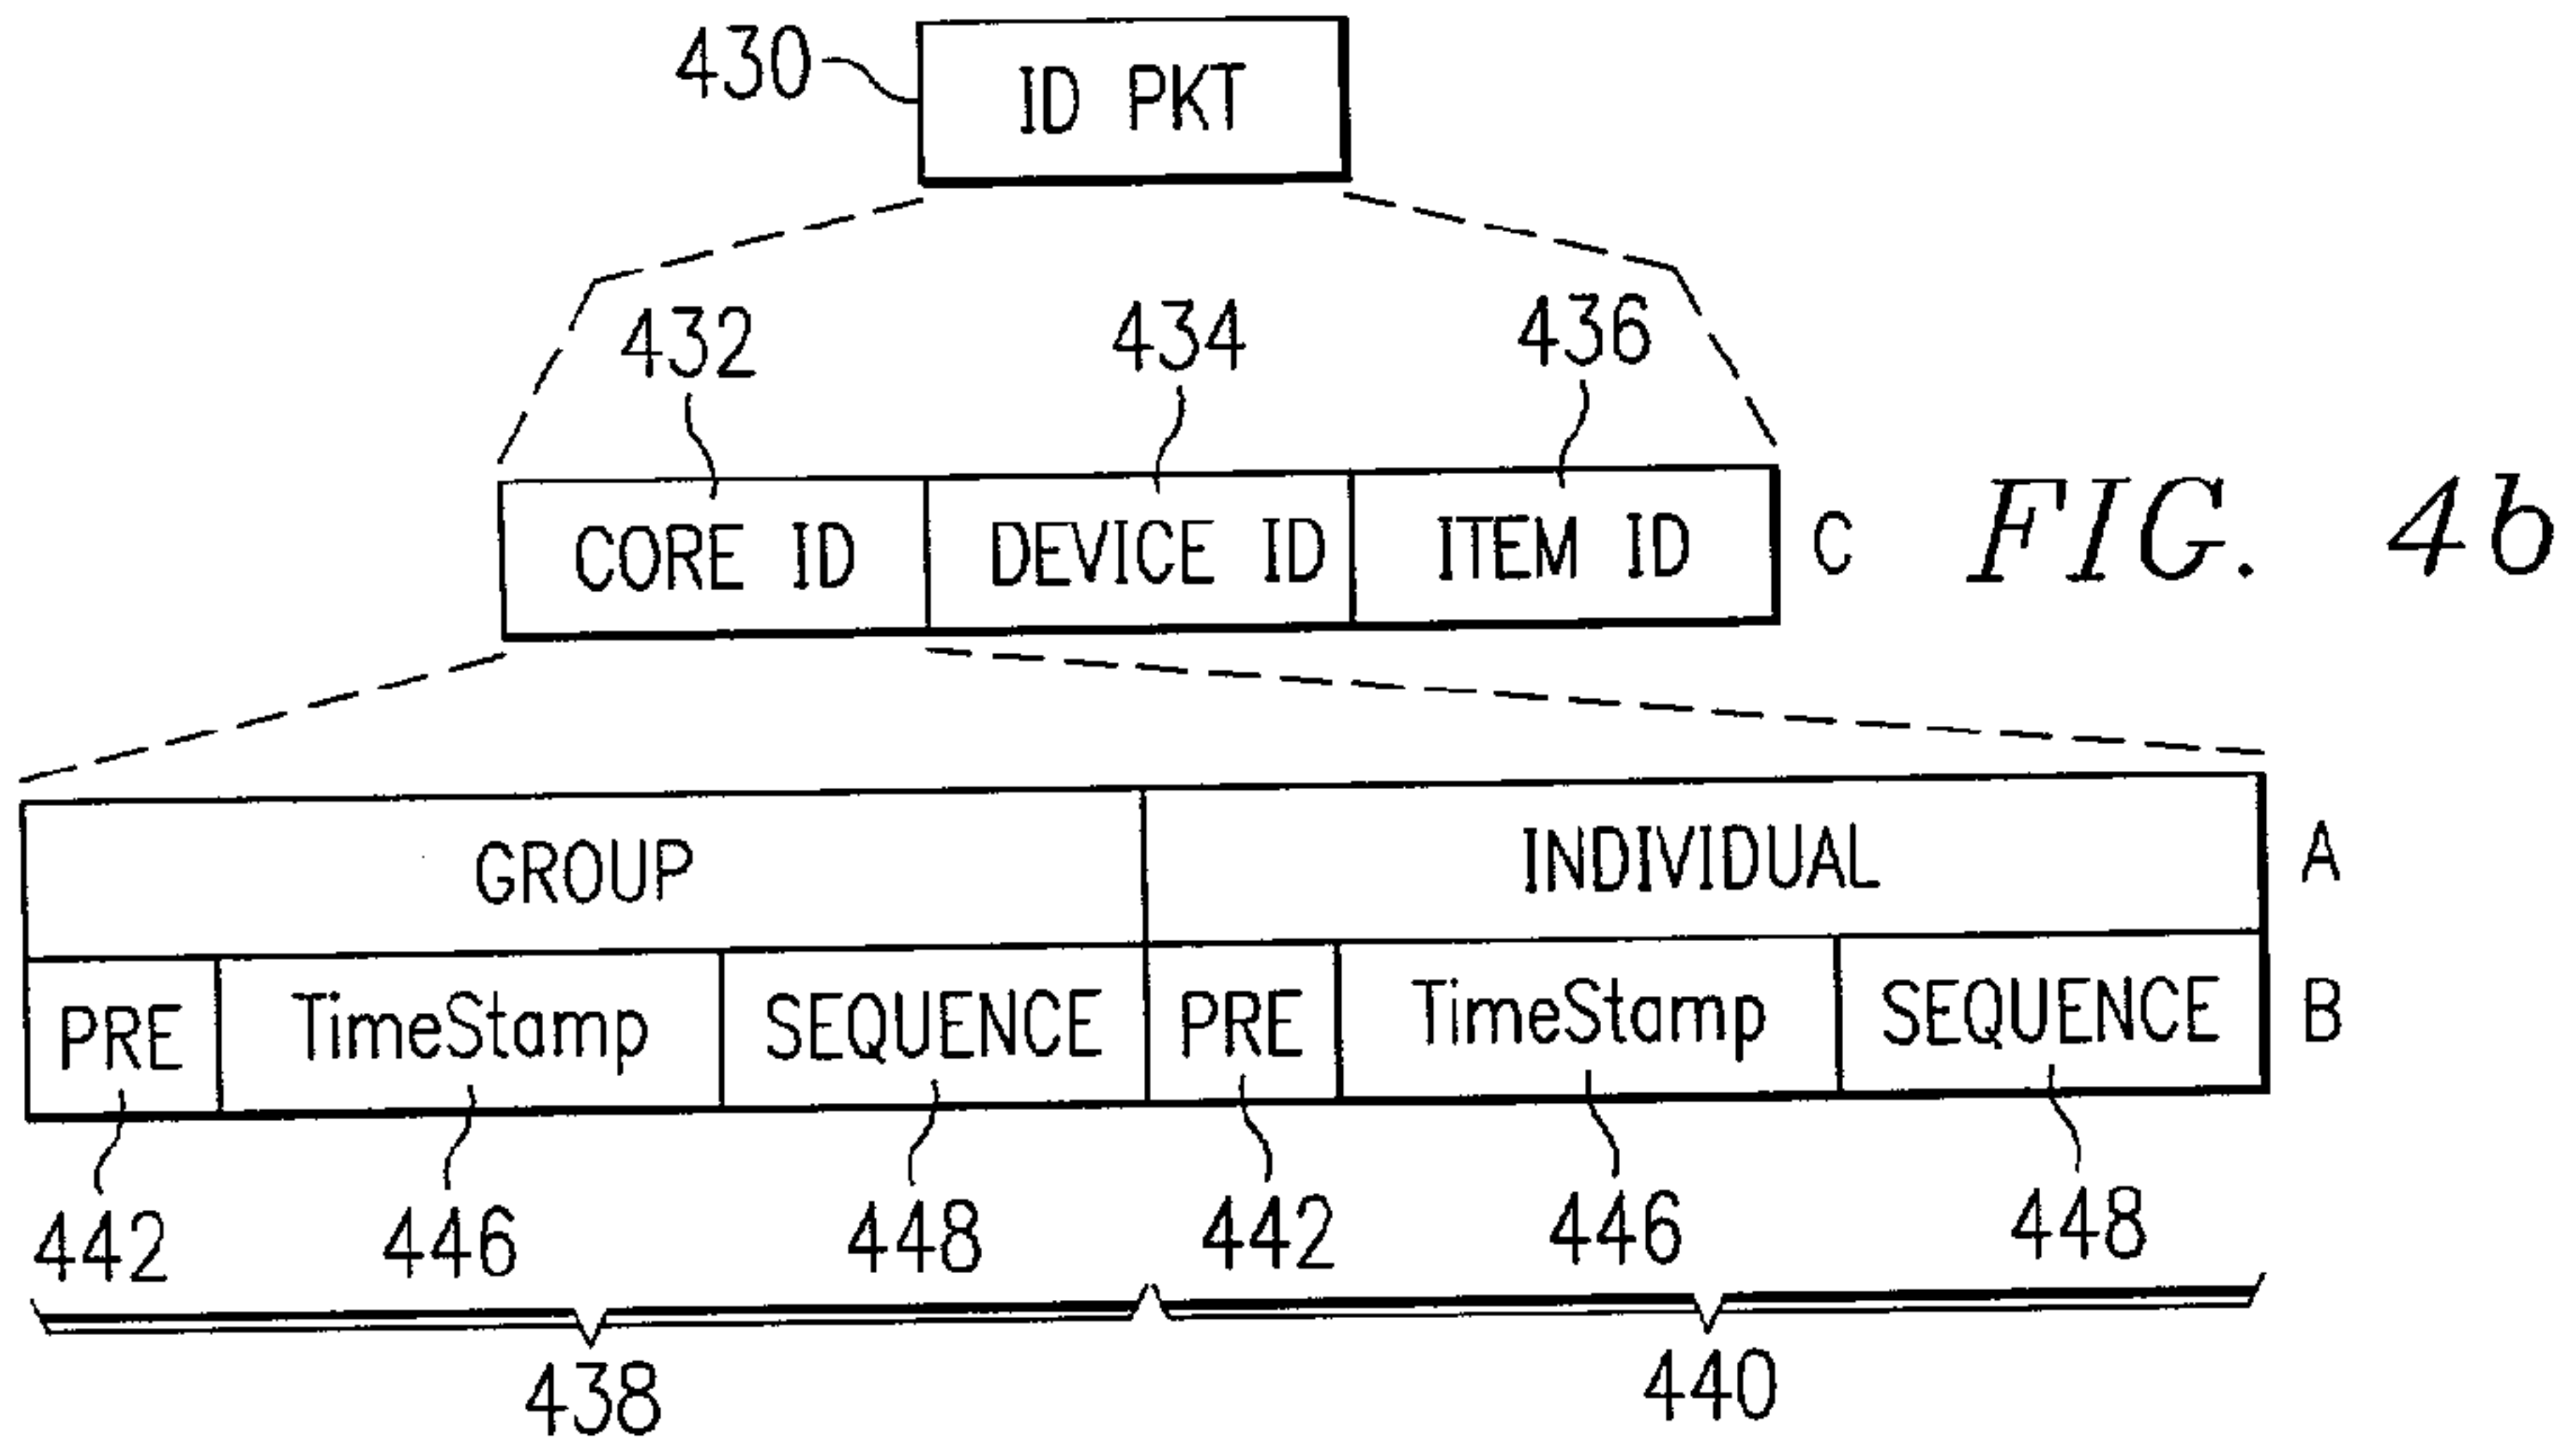 430 ID PKT
432 434 436
CORE ID DEVICE ID ITEM ID C FIG. 4b
GROUP INDIVIDUAL A
PRE TimeStamp SEQUENCE PRE TimeStamp SEQUENCE B
442 446 448 442 446 448
438 440